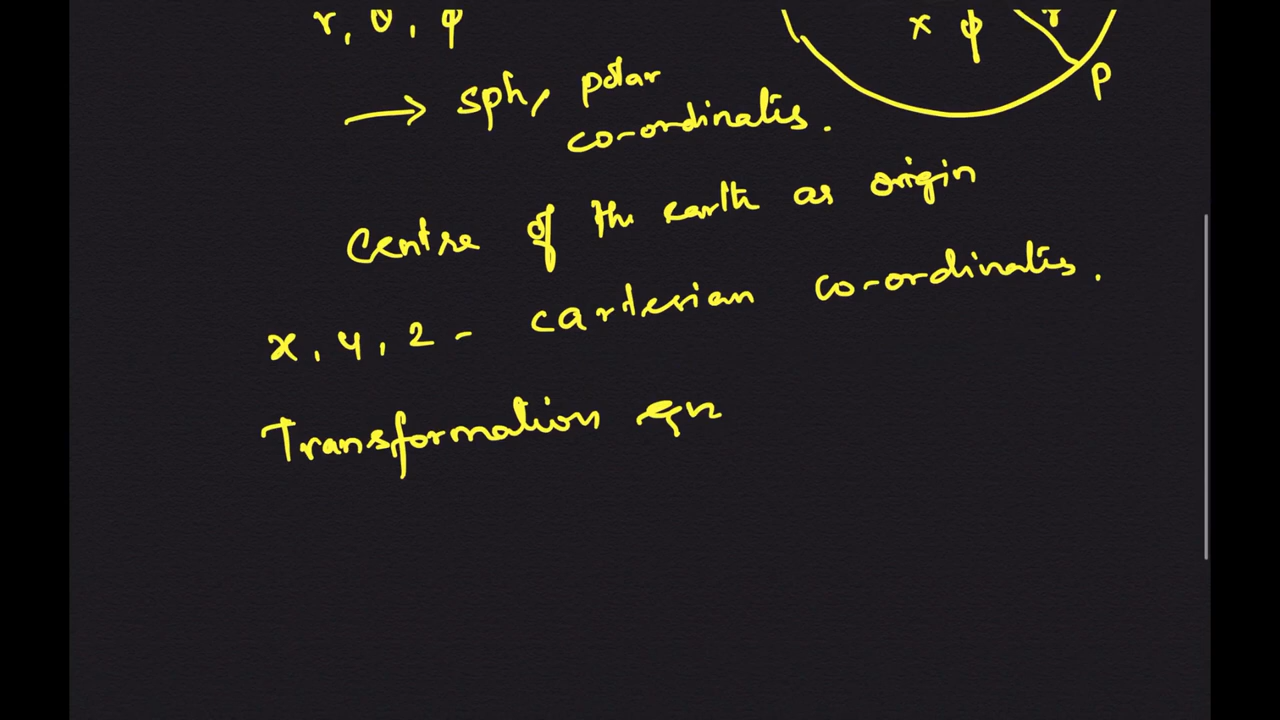 r, θ, φ
x φ r
P
→ sph, polar
co-ordinates.
Centre of the earth as origin
x, y, z - cartesian co-ordinates.
Transformation eqn